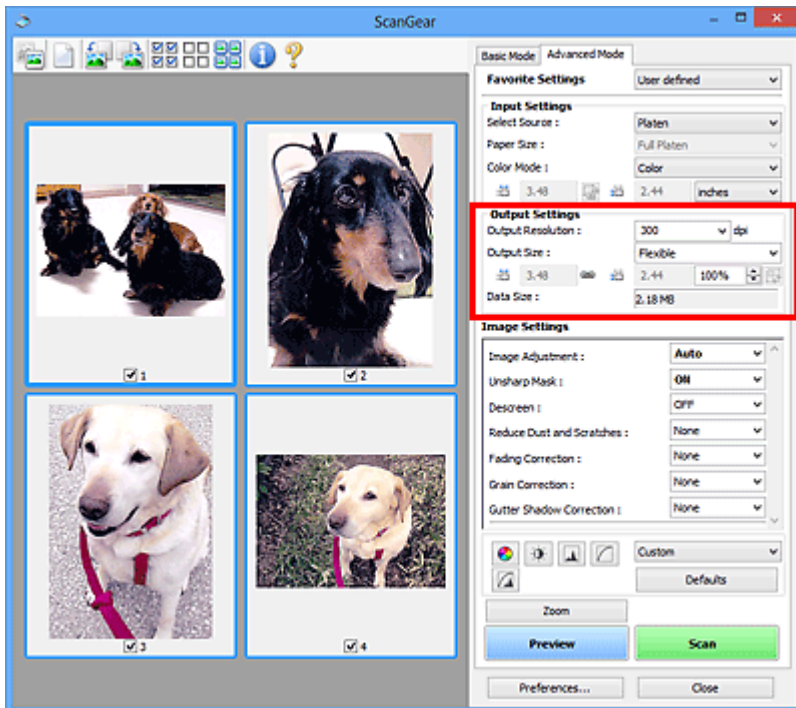 ScanGear
Basic Mode Advanced Mode
Favorite Settings User defined
Input Settings
Select Source : Platen
Paper Size : Full Platen
Color Mode : Color
3.48 2.44 inches
Output Settings
Output Resolution : 300 dpi
Output Size : Flexible
3.48 2.44 100%
Data Size : 2.18 MB
Image Settings
Image Adjustment : Auto
Unsharp Mask : ON
Descreen : OFF
Reduce Dust and Scratches : None
Fading Correction : None
Grain Correction : None
Gutter Shadow Correction : None
Custom
Defaults
Zoom
Preview Scan
Preferences... Close
1 2
3 4